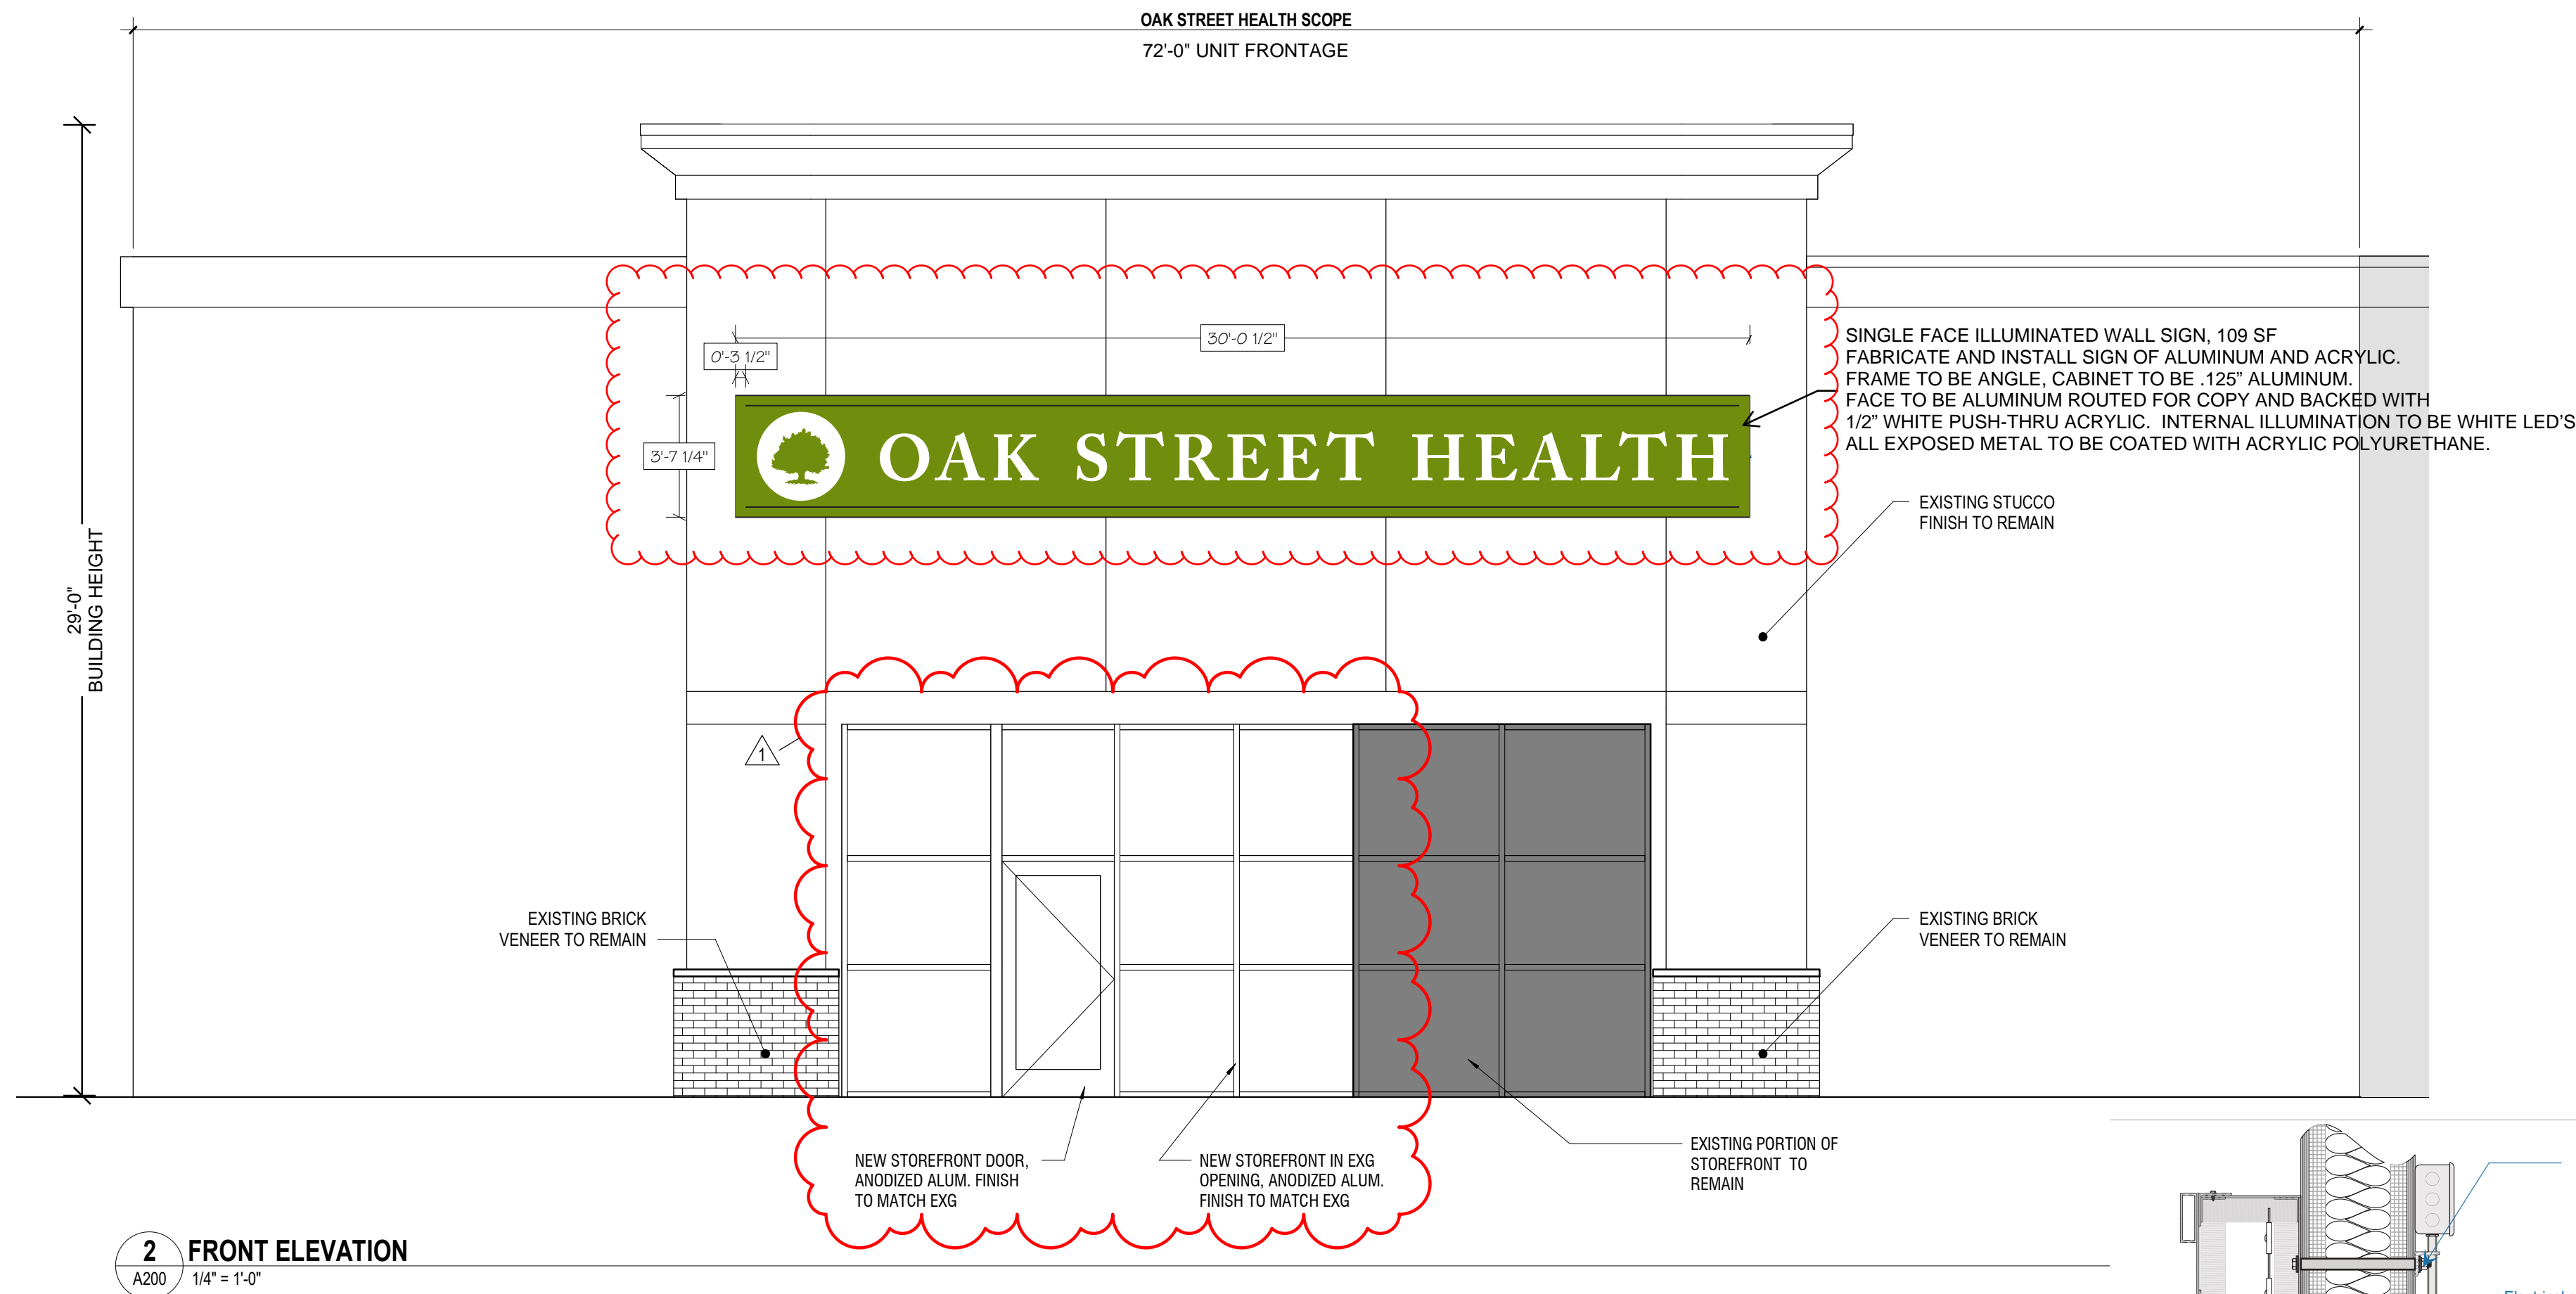 OAK STREET HEALTH SCOPE
72'-0" UNIT FRONTAGE
30'-0 1/2"
0'-3 1/2"
3'-7 1/4"
OAK STREET HEALTH
SINGLE FACE ILLUMINATED WALL SIGN, 109 SF
FABRICATE AND INSTALL SIGN OF ALUMINUM AND ACRYLIC.
FRAME TO BE ANGLE, CABINET TO BE .125” ALUMINUM.
FACE TO BE ALUMINUM ROUTED FOR COPY AND BACKED WITH
1/2” WHITE PUSH-THRU ACRYLIC. INTERNAL ILLUMINATION TO BE WHITE LED’S
ALL EXPOSED METAL TO BE COATED WITH ACRYLIC POLYURETHANE.
EXISTING STUCCO
FINISH TO REMAIN
29'-0"
BUILDING HEIGHT
1
EXISTING BRICK
VENEER TO REMAIN
EXISTING BRICK
VENEER TO REMAIN
NEW STOREFRONT DOOR,
ANODIZED ALUM. FINISH
TO MATCH EXG
NEW STOREFRONT IN EXG
OPENING, ANODIZED ALUM.
FINISH TO MATCH EXG
EXISTING PORTION OF
STOREFRONT TO
REMAIN
2 FRONT ELEVATION
A200 1/4" = 1'-0"